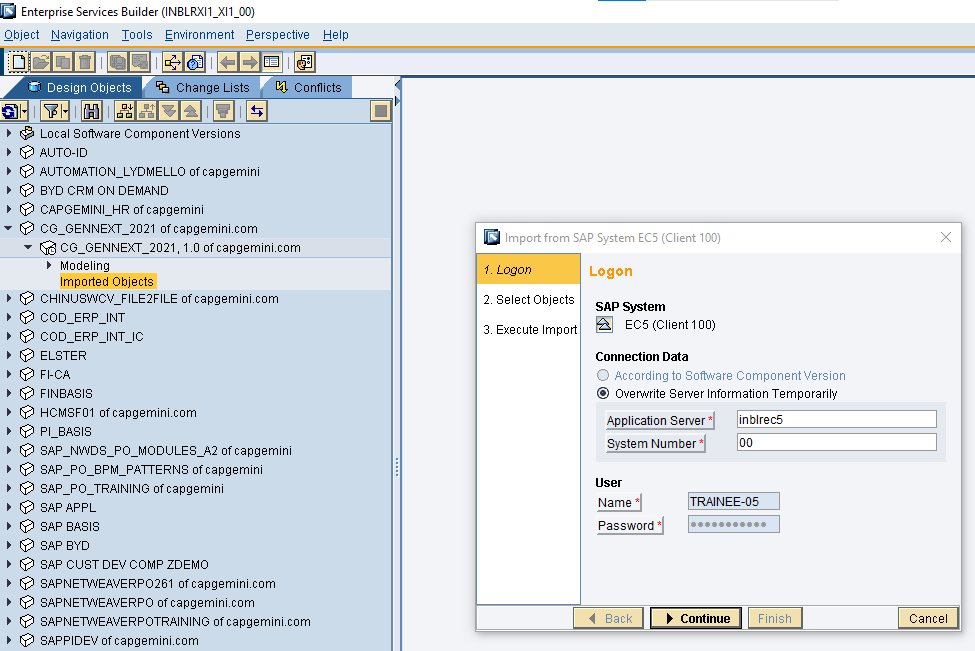 Enterprise Services Builder (INBLRXI1_XI1_00)
Object Navigation Tools Environment Perspective Help
Design Objects Change Lists Conflicts
Local Software Component Versions
AUTO-ID
AUTOMATION_LYDMELLO of capgemini
BYD CRM ON DEMAND
CAPGEMINI_HR of capgemini
CG_GENNEXT_2021 of capgemini.com
CG_GENNEXT_2021, 1.0 of capgemini.com
Modeling
Imported Objects
CHINUSWCV_FILE2FILE of capgemini.com
COD_ERP_INT
COD_ERP_INT_IC
ELSTER
FI-CA
FINBASIS
HCMSF01 of capgemini.com
PI_BASIS
SAP_NWDS_PO_MODULES_A2 of capgemini
SAP_PO_BPM_PATTERNS of capgemini
SAP_PO_TRAINING of capgemini
SAP APPL
SAP BASIS
SAP BYD
SAP CUST DEV COMP ZDEMO
SAPNETWEAVERPO261 of capgemini.com
SAPNETWEAVERPO of capgemini.com
SAPNETWEAVERPOTRAINING of capgemini.com
SAPPIDEV of capgemini.com
Import from SAP System EC5 (Client 100)
1. Logon
2. Select Objects
3. Execute Import
Logon
SAP System
EC5 (Client 100)
Connection Data
According to Software Component Version
Overwrite Server Information Temporarily
Application Server * inblrec5
System Number * 00
User
Name * TRAINEE-05
Password *
Back Continue Finish Cancel